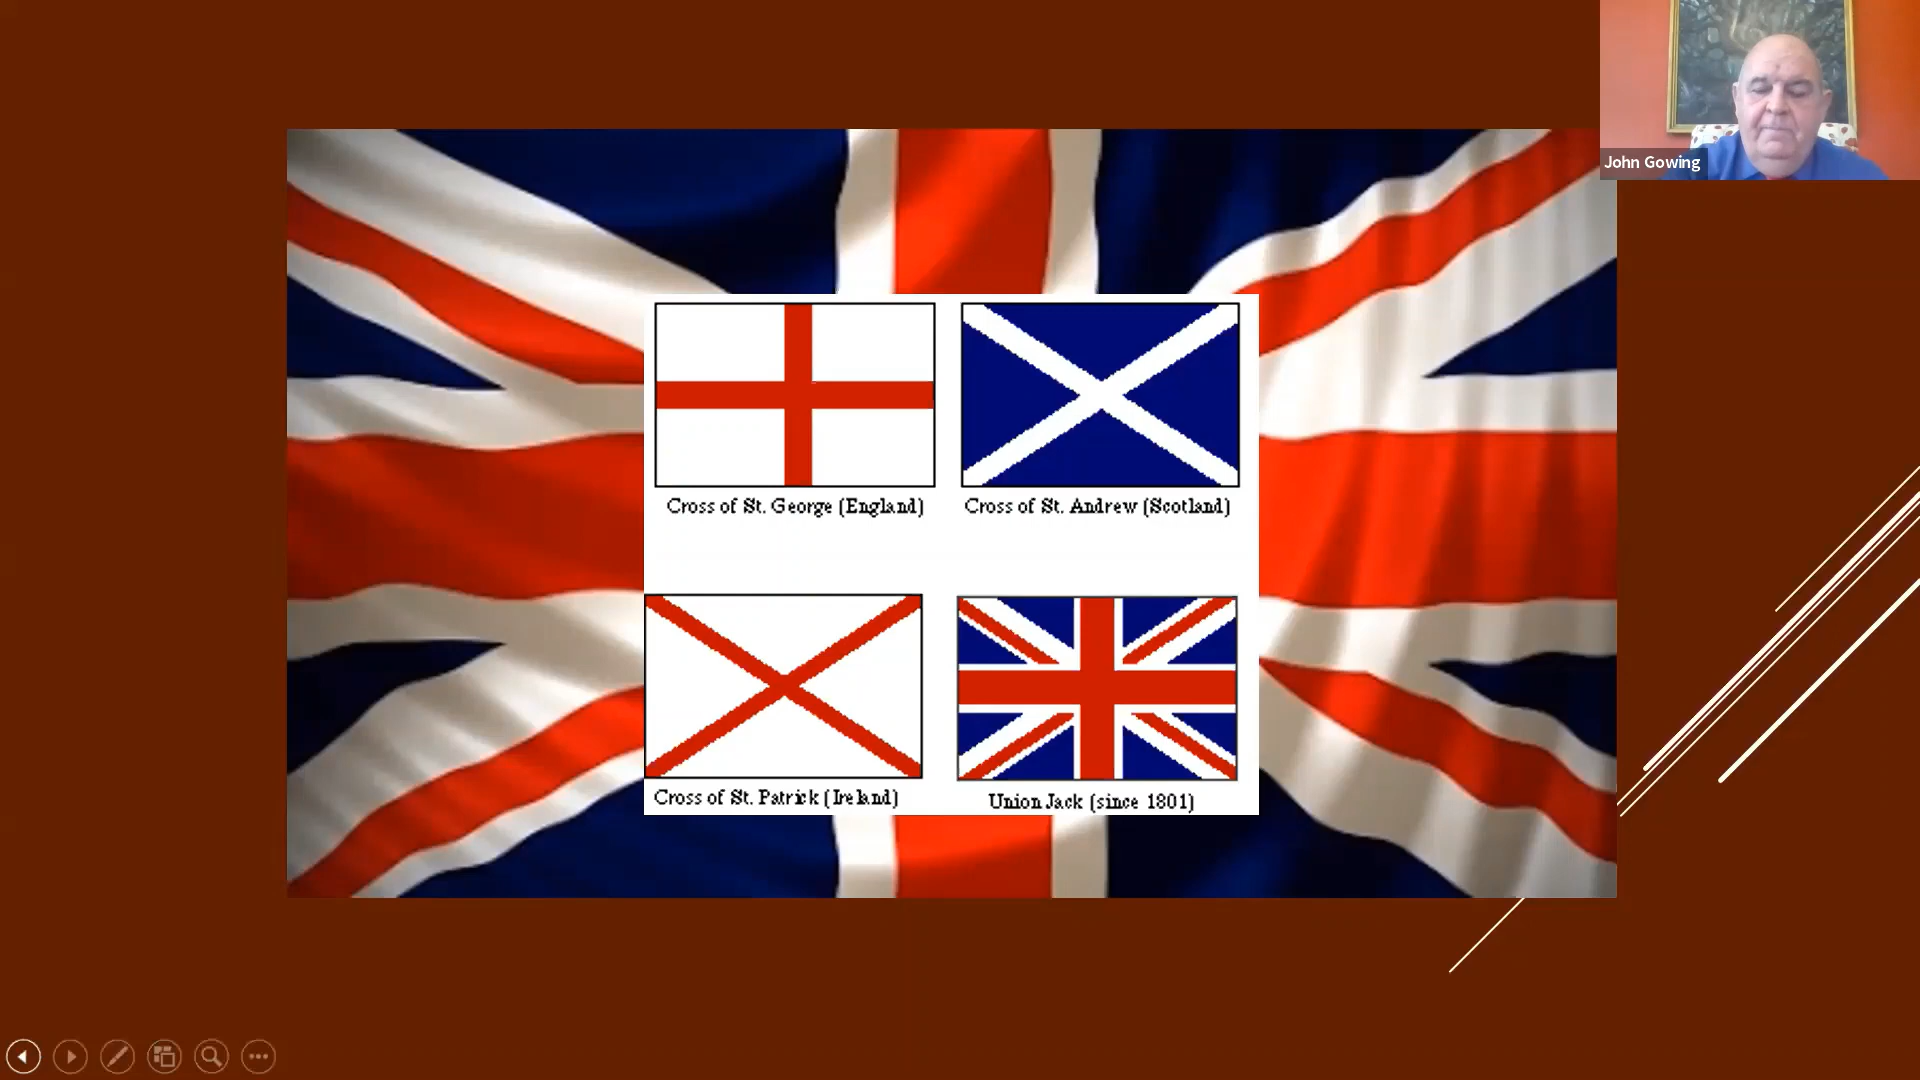 John Gowing
Cross of St. George (England)
Cross of St. Andrew (Scotland)
Cross of St. Patrick (Ireland)
Union Jack (since 1801)